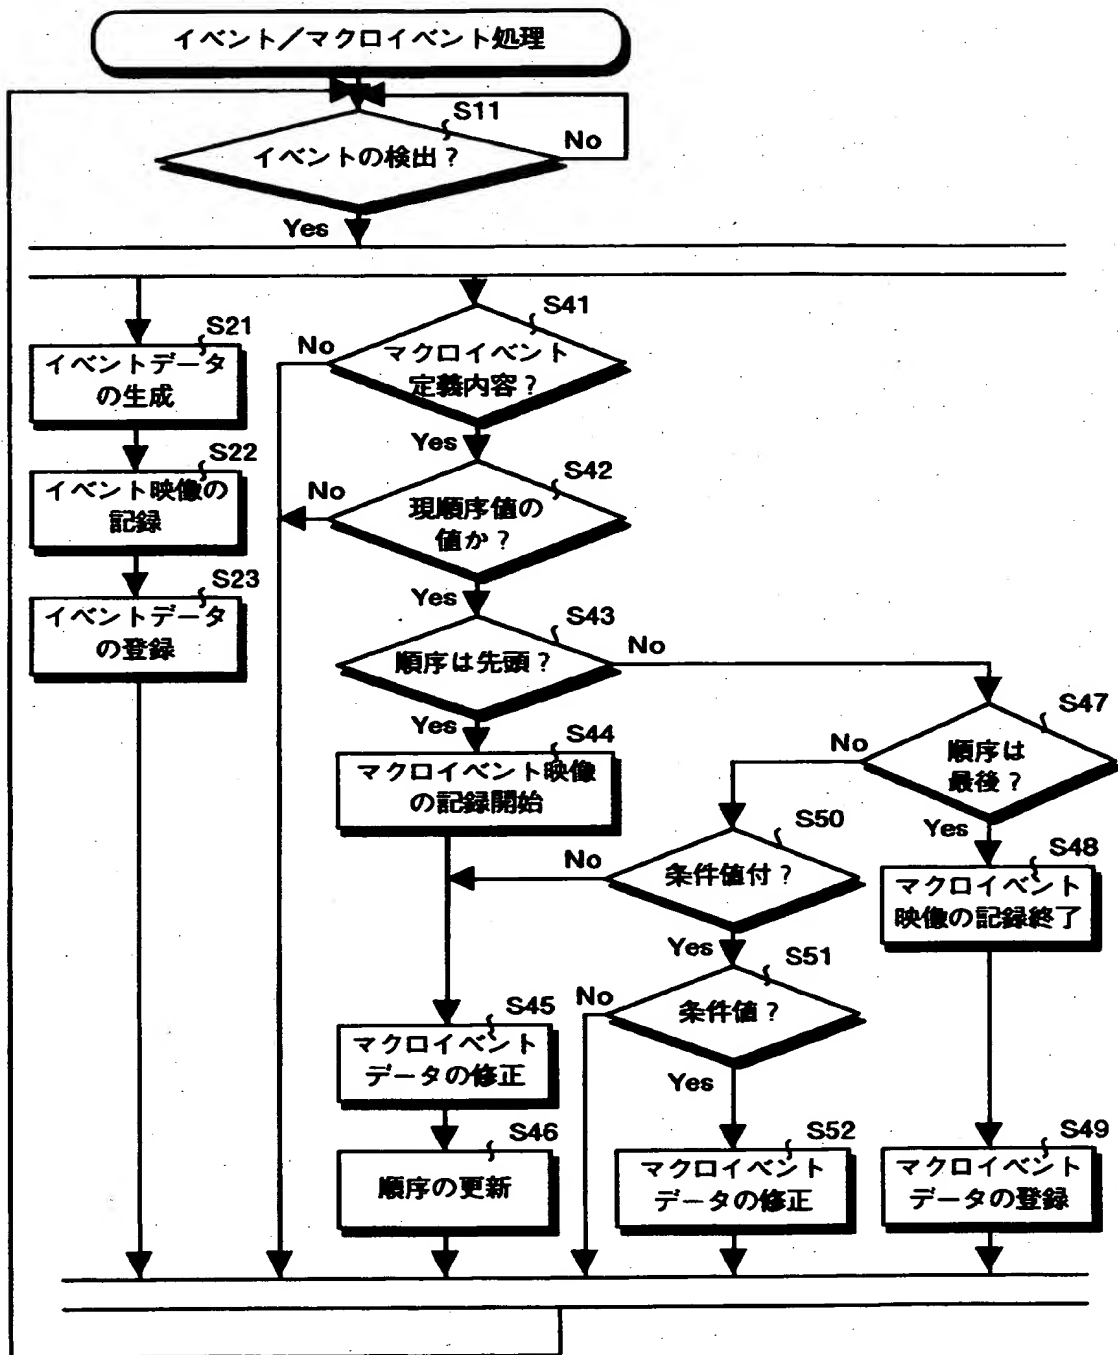 イベント／マクロイベント処理
S11
イベントの検出？
No
Yes
S21
イベントデータ
の生成
S22
イベント映像の
記録
S23
イベントデータ
の登録
S41
マクロイベント
定義内容？
No
Yes
S42
現順序値の
値か？
No
Yes
S43
順序は先頭？
No
Yes
S44
マクロイベント映像
の記録開始
S47
順序は
最後？
No
Yes
S48
マクロイベント
映像の記録終了
S50
条件値付？
No
Yes
S51
条件値？
No
Yes
S45
マクロイベント
データの修正
S46
順序の更新
S52
マクロイベント
データの修正
S49
マクロイベント
データの登録